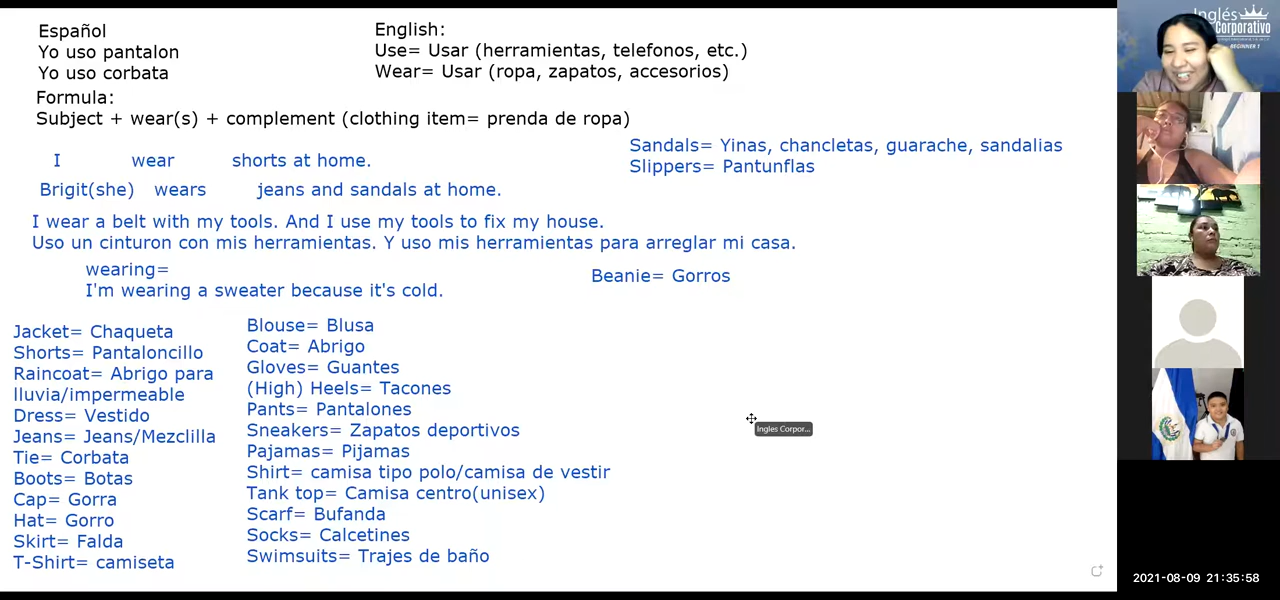 Español
Yo uso pantalon
Yo uso corbata
English:
Use= Usar (herramientas, telefonos, etc.)
Wear= Usar (ropa, zapatos, accesorios)
Formula:
Subject + wear(s) + complement (clothing item= prenda de ropa)
I wear shorts at home.
Brigit(she) wears jeans and sandals at home.
Sandals= Yinas, chancletas, guarache, sandalias
Slippers= Pantunflas
I wear a belt with my tools. And I use my tools to fix my house.
Uso un cinturon con mis herramientas. Y uso mis herramientas para arreglar mi casa.
wearing=
I'm wearing a sweater because it's cold.
Beanie= Gorros
Jacket= Chaqueta
Shorts= Pantaloncillo
Raincoat= Abrigo para
lluvia/impermeable
Dress= Vestido
Jeans= Jeans/Mezclilla
Tie= Corbata
Boots= Botas
Cap= Gorra
Hat= Gorro
Skirt= Falda
T-Shirt= camiseta
Blouse= Blusa
Coat= Abrigo
Gloves= Guantes
(High) Heels= Tacones
Pants= Pantalones
Sneakers= Zapatos deportivos
Pajamas= Pijamas
Shirt= camisa tipo polo/camisa de vestir
Tank top= Camisa centro(unisex)
Scarf= Bufanda
Socks= Calcetines
Swimsuits= Trajes de baño
Ingles Corpor...
Inglés
Corporativo
BEGINNER 1
2021-08-09 21:35:58